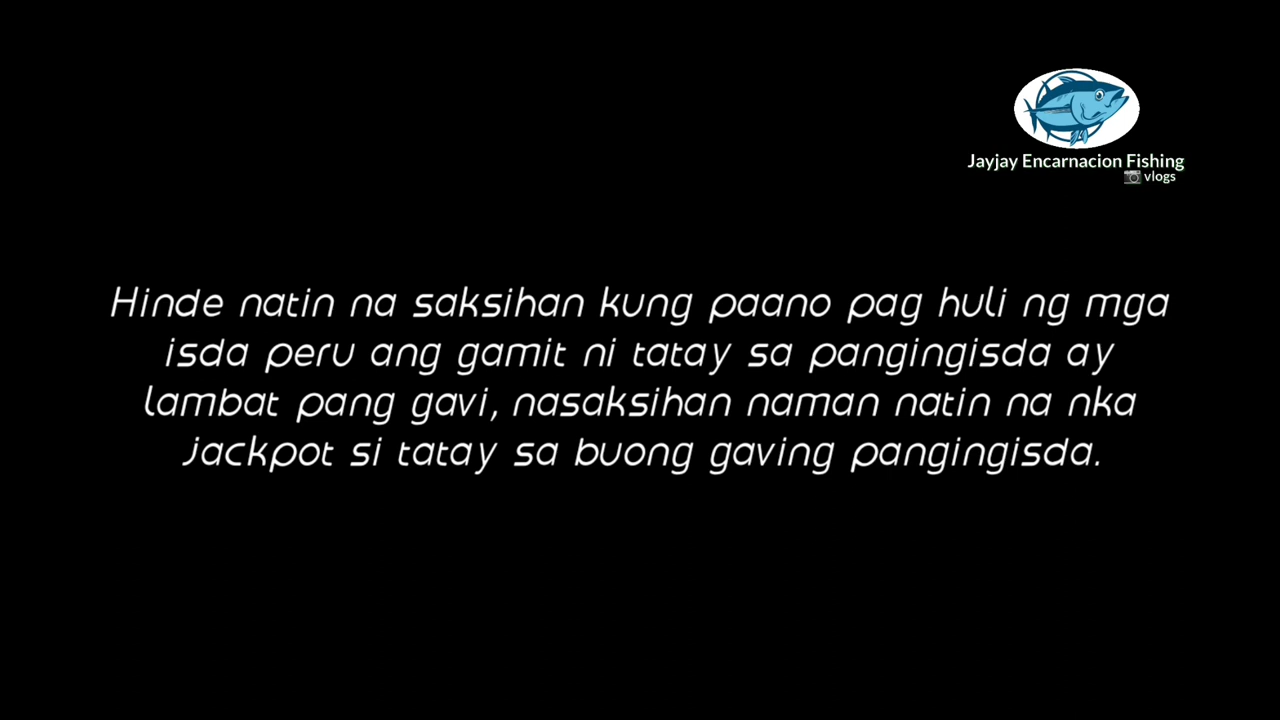 Jayjay Encarnacion Fishing
vlogs
Hinde natin na saksihan kung paano pag huli ng mga
isda peru ang gamit ni tatay sa pangingisda ay
lambat pang gavi, nasaksihan naman natin na nka
jackpot si tatay sa buong gaving pangingisda.